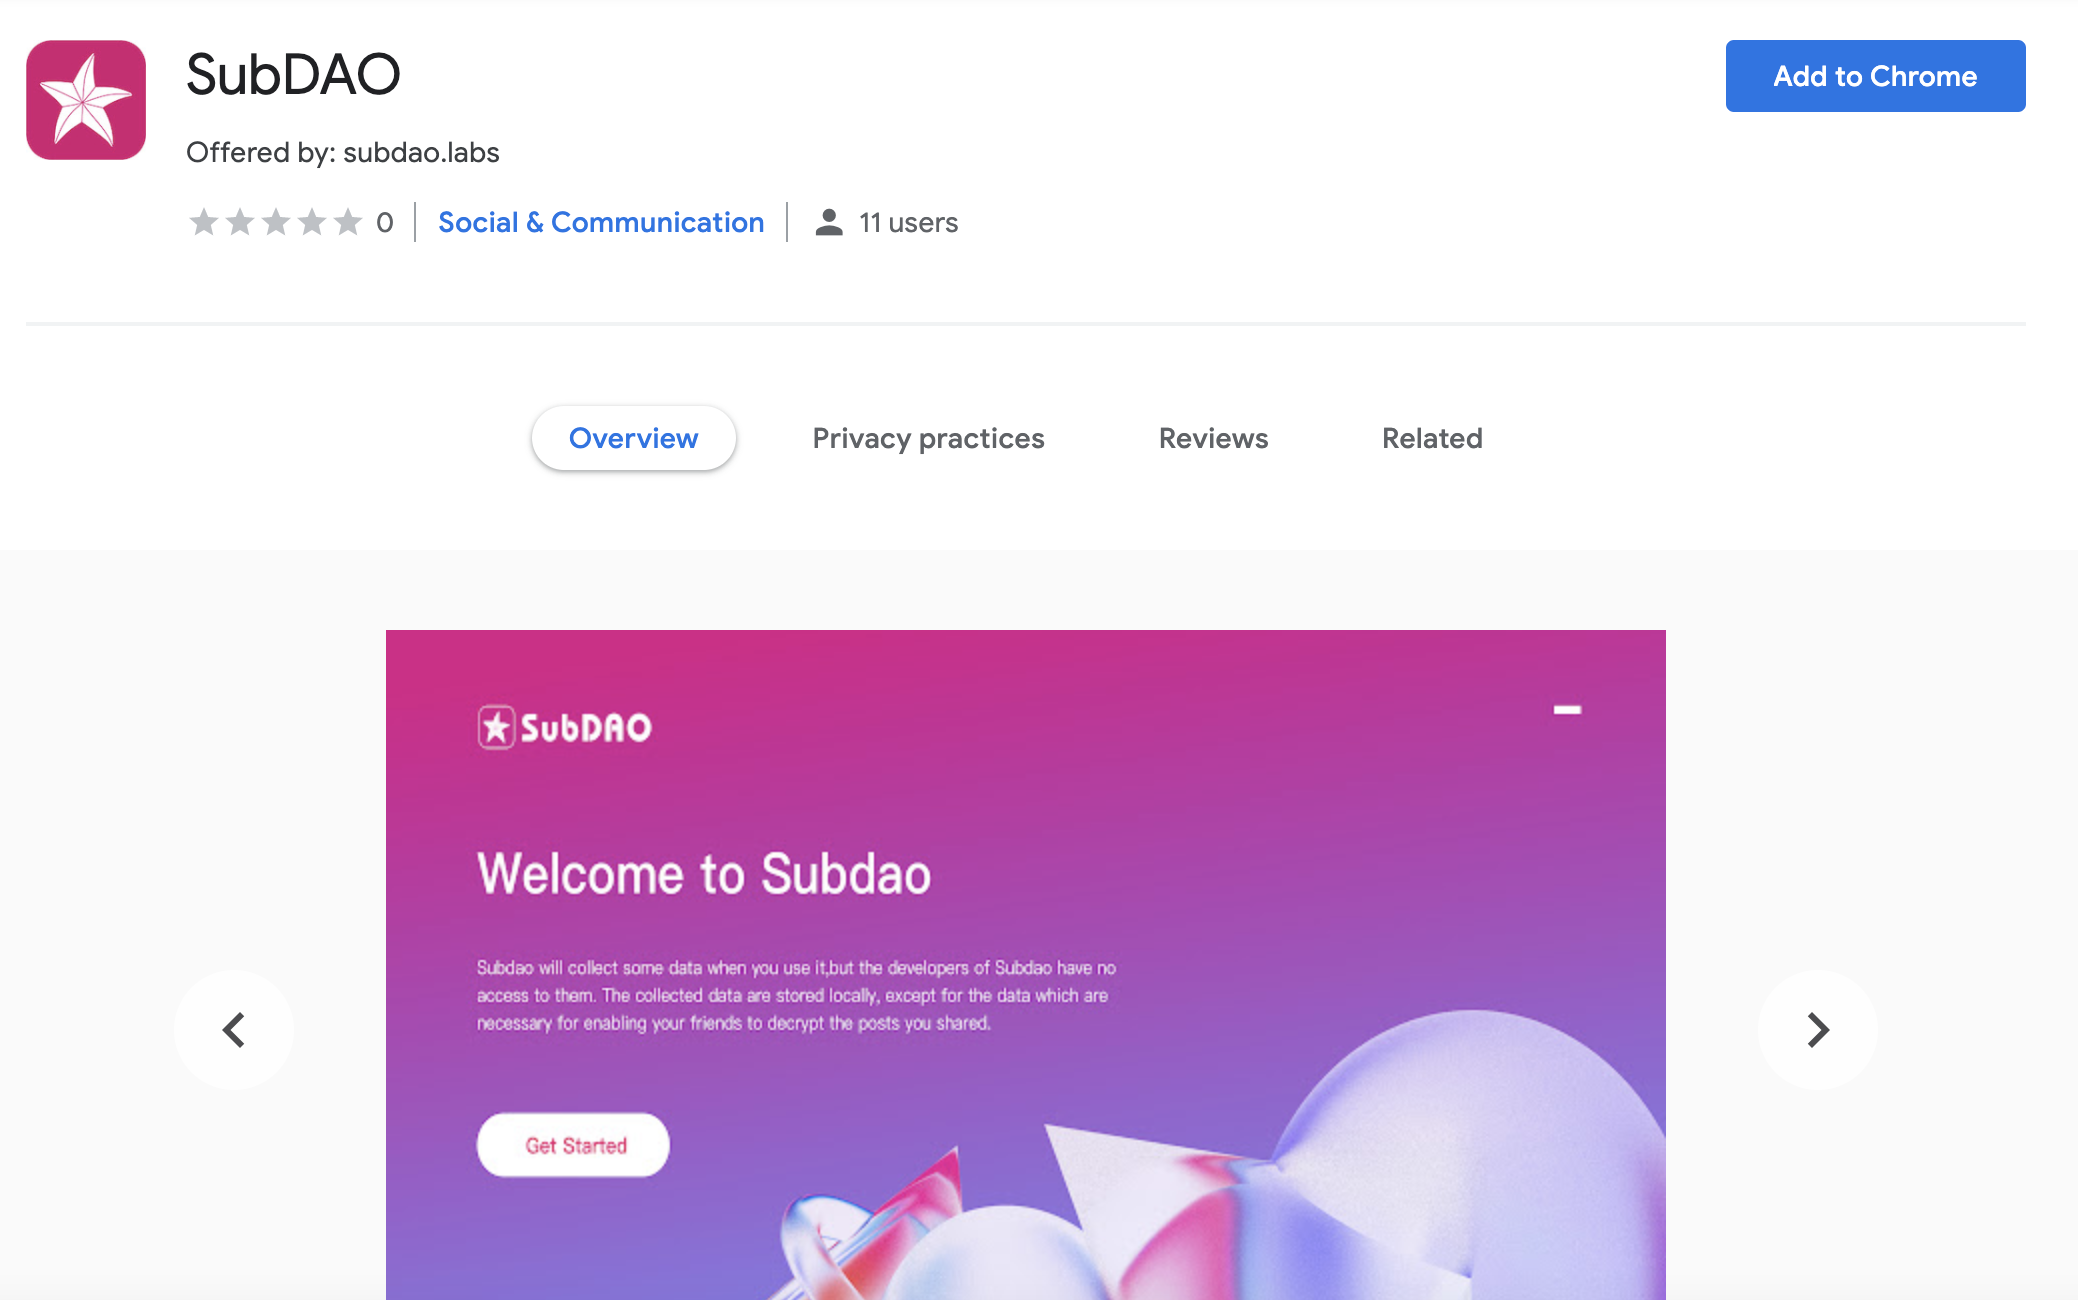 SubDAO
Add to Chrome
Offered by: subdao.labs
0
Social & Communication
11 users
Overview
Privacy practices
Reviews
Related
SubDAO
Welcome to Subdao
Subdao will collect some data when you use it,but the developers of Subdao have no
access to them. The collected data are stored locally, except for the data which are
necessary for enabling your friends to decrypt the posts you shared.
Get Started